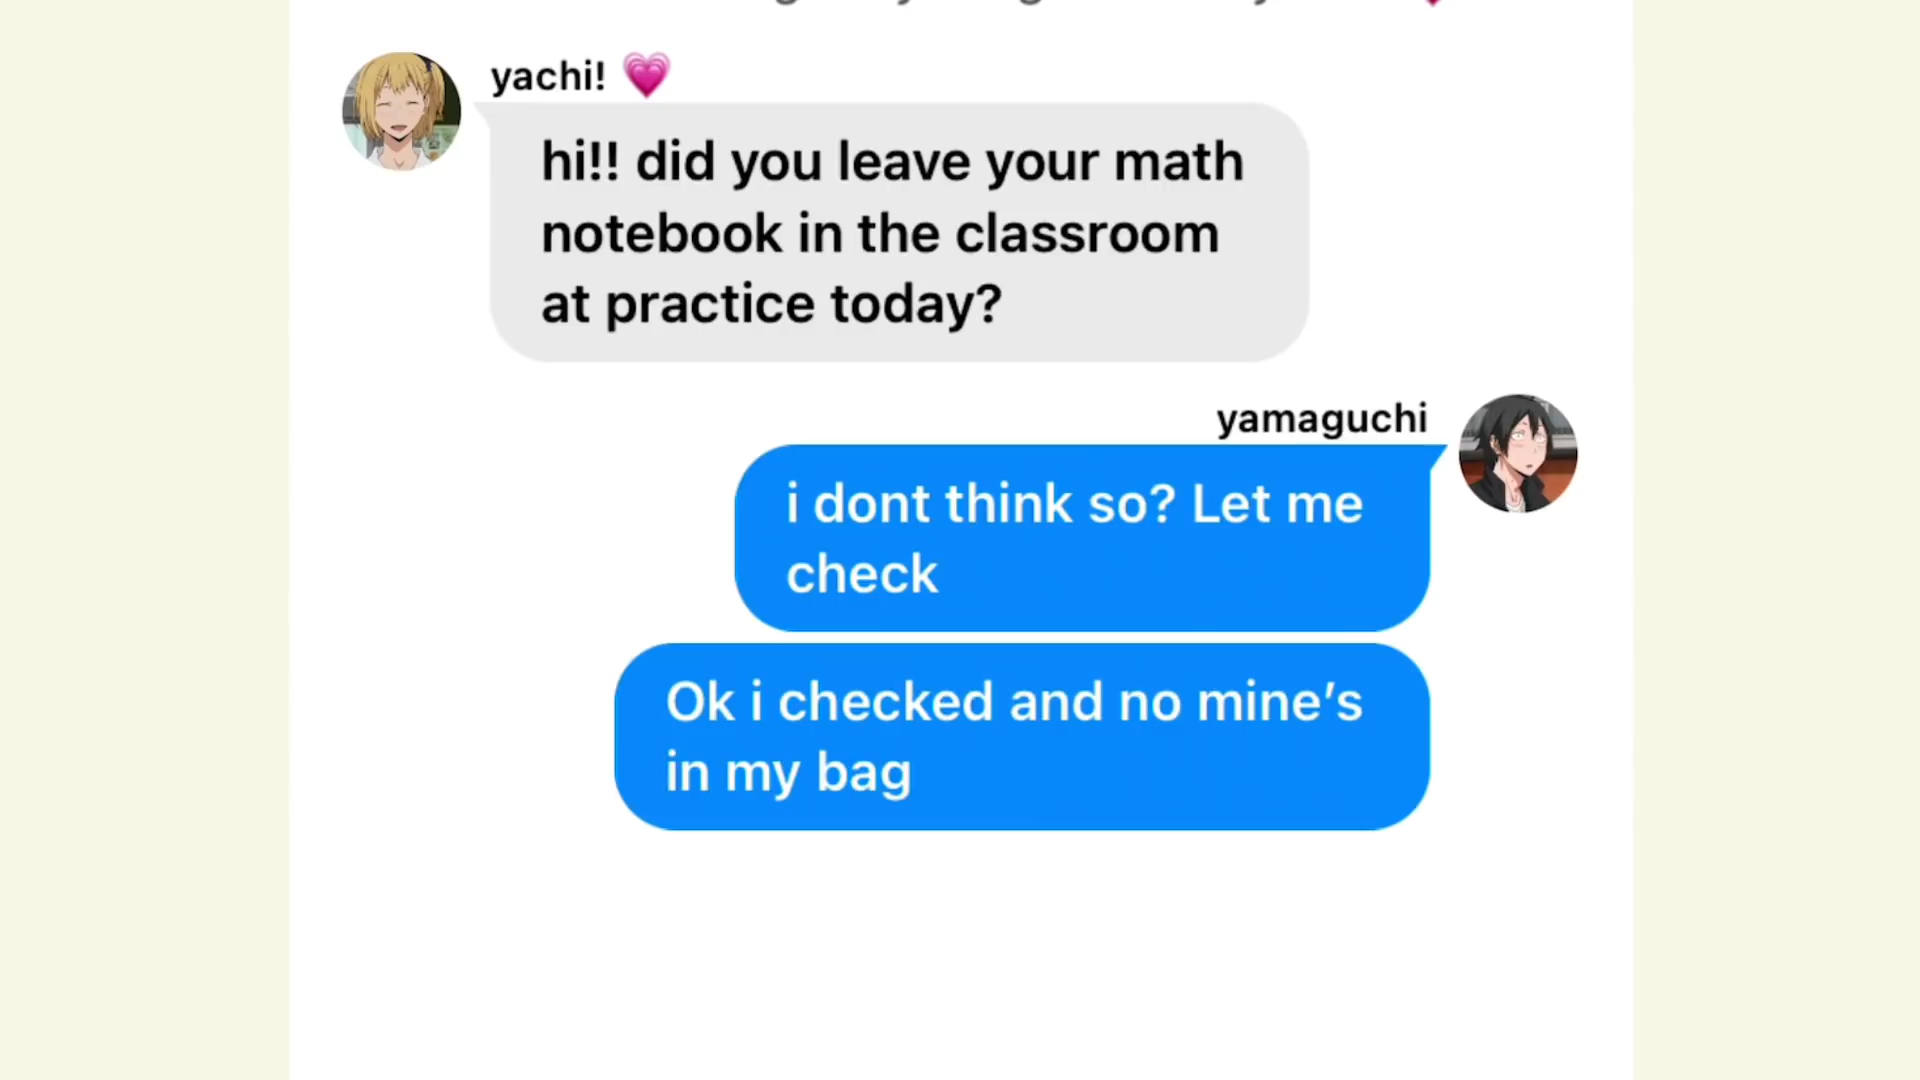 yachi! 💗
hi!! did you leave your math
notebook in the classroom
at practice today?
yamaguchi
i dont think so? Let me
check
Ok i checked and no mine’s
in my bag